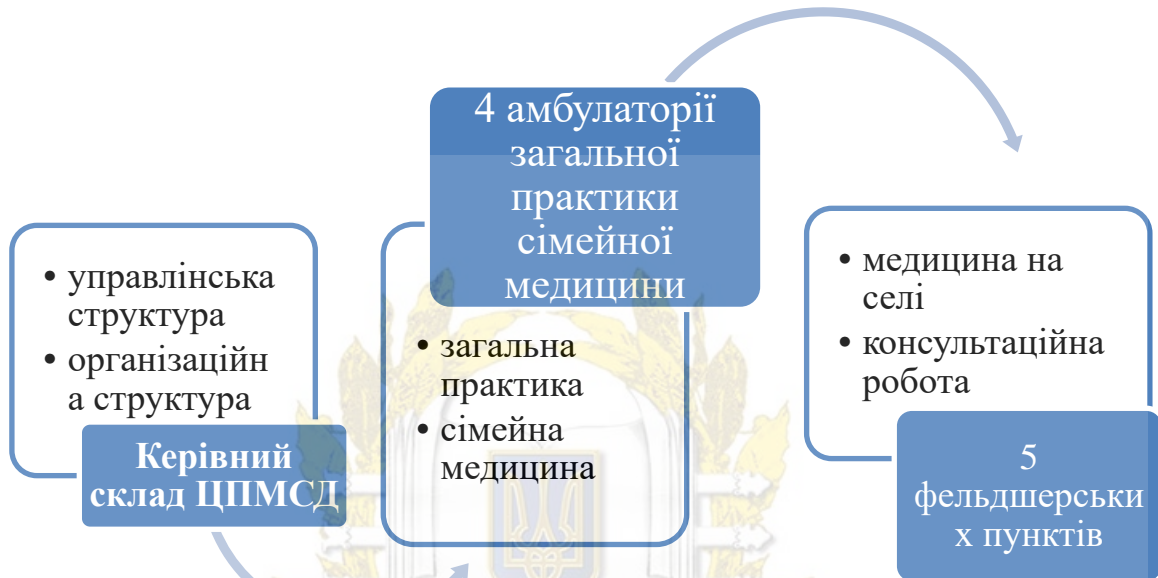 • управлінська
структура
• організаційн
а структура
Керівний
склад ЦПМСД
4 амбулаторії
загальної
практики
сімейної
медицини
• загальна
практика
• сімейна
медицина
• медицина на
селі
• консультаційна
робота
5
фельдшерськи
х пунктів